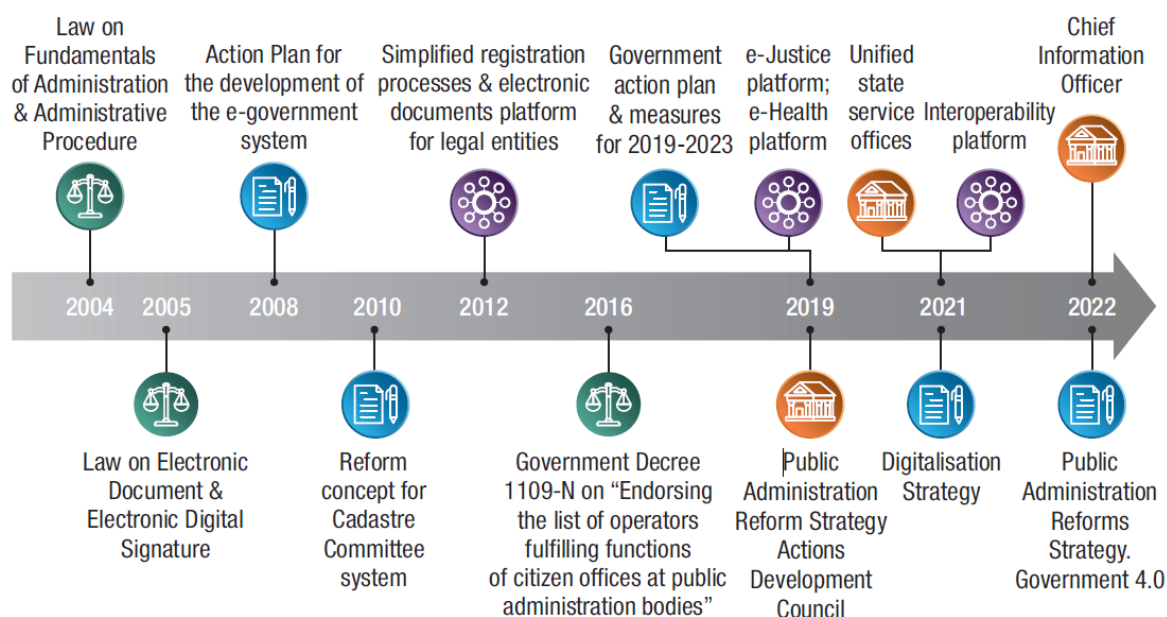 Law on
Fundamentals
of Administration
& Administrative
Procedure
Action Plan for
the development of
the e-government
system
Simplified registration
processes & electronic
documents platform
for legal entities
Government
action plan
& measures
for 2019-2023
e-Justice
platform;
e-Health
platform
Unified
state
service
offices
Interoperability
platform
Chief
Information
Officer
2004
2005
2008
2010
2012
2016
2019
2021
2022
Law on Electronic
Document &
Electronic Digital
Signature
Reform
concept for
Cadastre
Committee
system
Government Decree
1109-N on “Endorsing
the list of operators
fulfilling functions
of citizen offices at public
administration bodies”
Public
Administration
Reform Strategy
Actions
Development
Council
Digitalisation
Strategy
Public
Administration
Reforms
Strategy.
Government 4.0